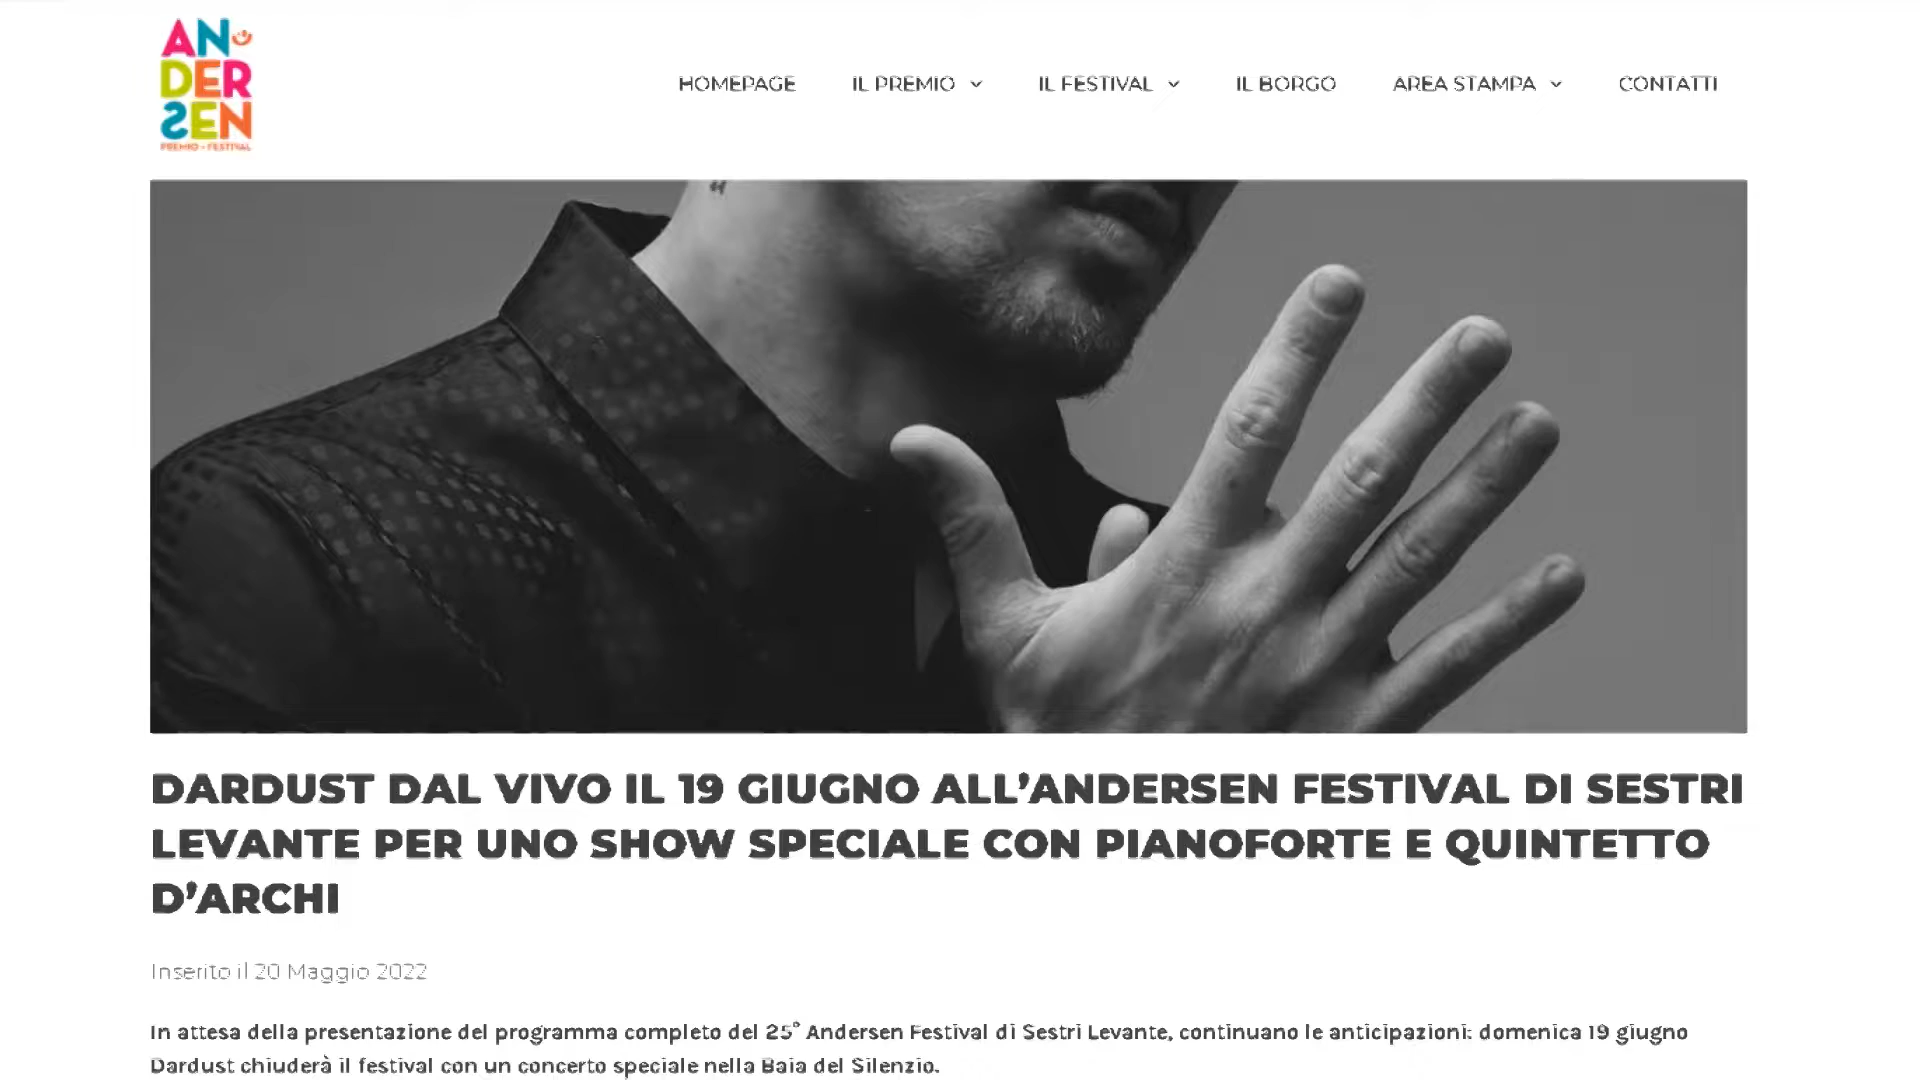 AN
DER
SEN
PREMIO - FESTIVAL
HOMEPAGE IL PREMIO IL FESTIVAL IL BORGO AREA STAMPA CONTATTI
DARDUST DAL VIVO IL 19 GIUGNO ALL’ANDERSEN FESTIVAL DI SESTRI
LEVANTE PER UNO SHOW SPECIALE CON PIANOFORTE E QUINTETTO
D’ARCHI
Inserito il 20 Maggio 2022
In attesa della presentazione del programma completo del 25° Andersen Festival di Sestri Levante, continuano le anticipazioni: domenica 19 giugno
Dardust chiuderà il festival con un concerto speciale nella Baia del Silenzio.